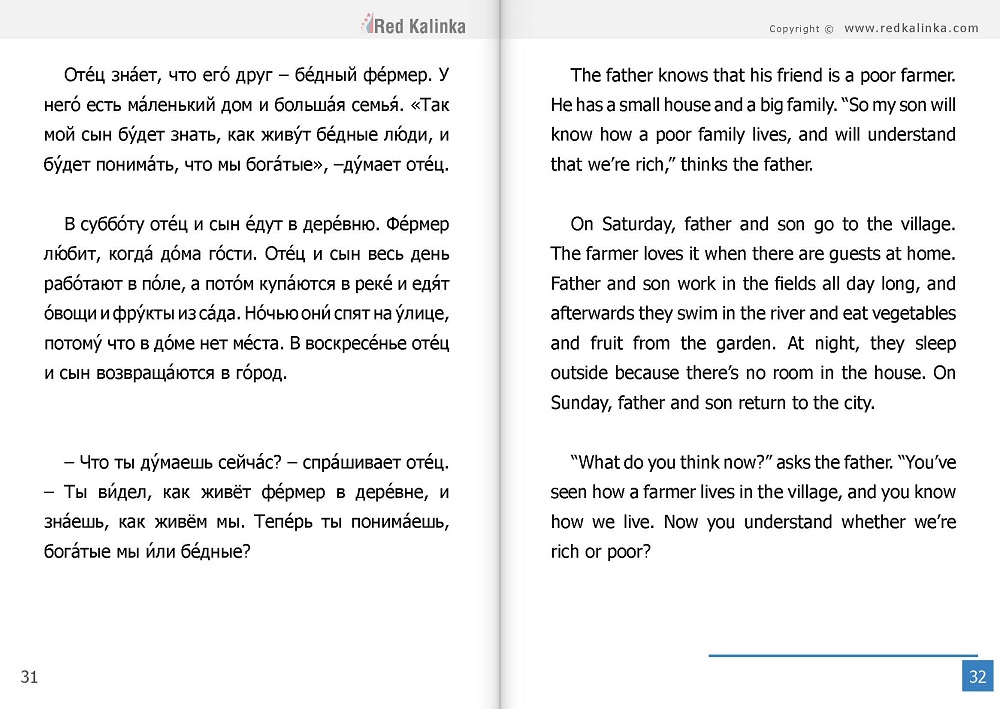 Red Kalinka
Оте́ц зна́ет, что его́ друг – бе́дный фе́рмер. У
него́ есть ма́ленький дом и больша́я семья́. «Так
мой сын бу́дет знать, как живу́т бе́дные лю́ди, и
бу́дет понима́ть, что мы бога́тые», –ду́мает оте́ц.
В суббо́ту оте́ц и сын е́дут в дере́вню. Фе́рмер
лю́бит, когда́ до́ма го́сти. Оте́ц и сын весь день
рабо́тают в по́ле, а пото́м купа́ются в реке́ и едя́т
о́вощи и фру́кты из са́да. Но́чью они́ спят на у́лице,
потому́ что в до́ме нет ме́ста. В воскресе́нье оте́ц
и сын возвраща́ются в го́род.
– Что ты ду́маешь сейча́с? – спра́шивает оте́ц.
– Ты ви́дел, как живёт фе́рмер в дере́вне, и
зна́ешь, как живём мы. Тепе́рь ты понима́ешь,
бога́тые мы и́ли бе́дные?
31
Copyright © www.redkalinka.com
The father knows that his friend is a poor farmer.
He has a small house and a big family. “So my son will
know how a poor family lives, and will understand
that we’re rich,” thinks the father.
On Saturday, father and son go to the village.
The farmer loves it when there are guests at home.
Father and son work in the fields all day long, and
afterwards they swim in the river and eat vegetables
and fruit from the garden. At night, they sleep
outside because there’s no room in the house. On
Sunday, father and son return to the city.
“What do you think now?” asks the father. “You’ve
seen how a farmer lives in the village, and you know
how we live. Now you understand whether we’re
rich or poor?
32